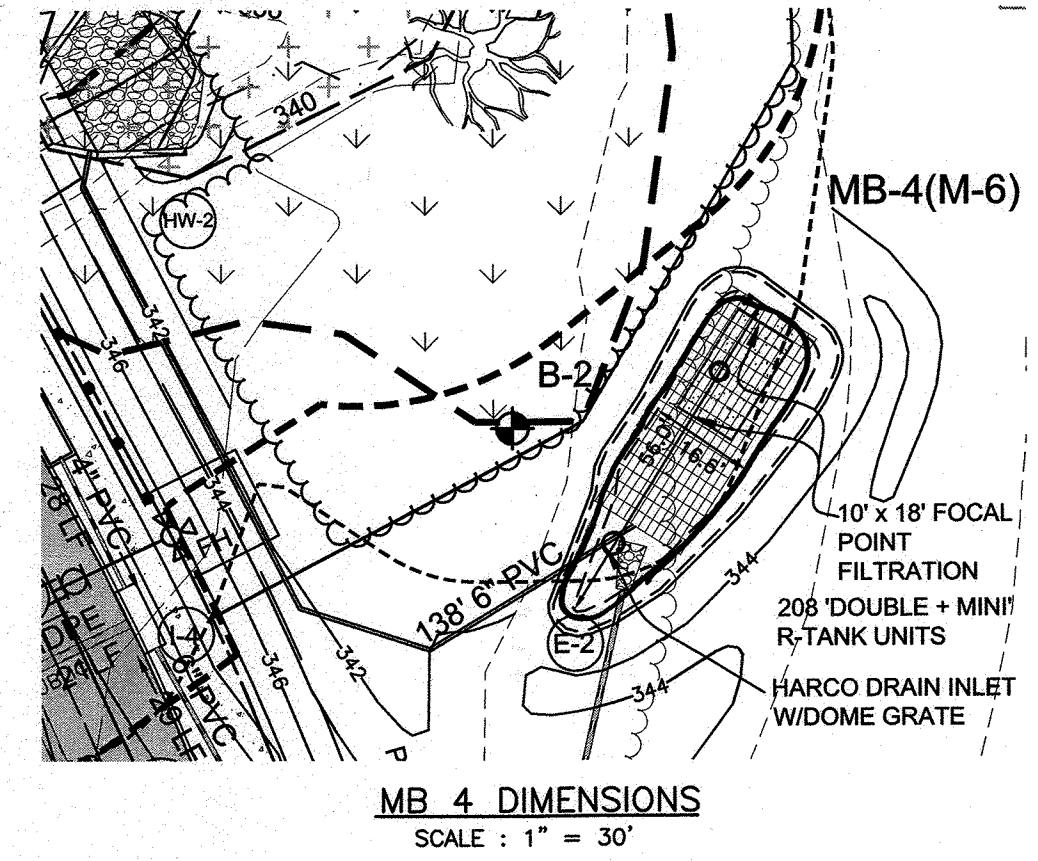 340
HW-2
MB-4(M-6)
342
346
B-2
56.0'
16.6'
4" PVC
28 LF
344
10' x 18' FOCAL
POINT
FILTRATION
344
138' 6" PVC
208 'DOUBLE + MINI'
R-TANK UNITS
E-2
I-4
346
342
344
HARCO DRAIN INLET
W/DOME GRATE
6" PVC
P
MB 4 DIMENSIONS
SCALE : 1" = 30'